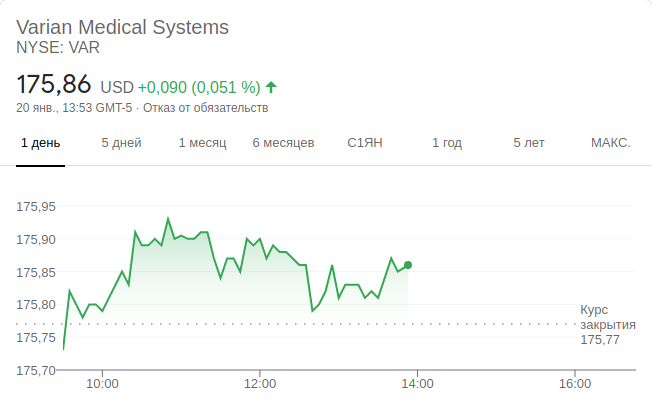 Varian Medical Systems
NYSE: VAR
175,86 USD +0,090 (0,051 %)
20 янв., 13:53 GMT-5 · Отказ от обязательств
1 день 5 дней 1 месяц 6 месяцев С1ЯН 1 год 5 лет МАКС.
175,95
175,90
175,85
175,80
175,75
175,70
Курс
закрытия
175,77
10:00 12:00 14:00 16:00